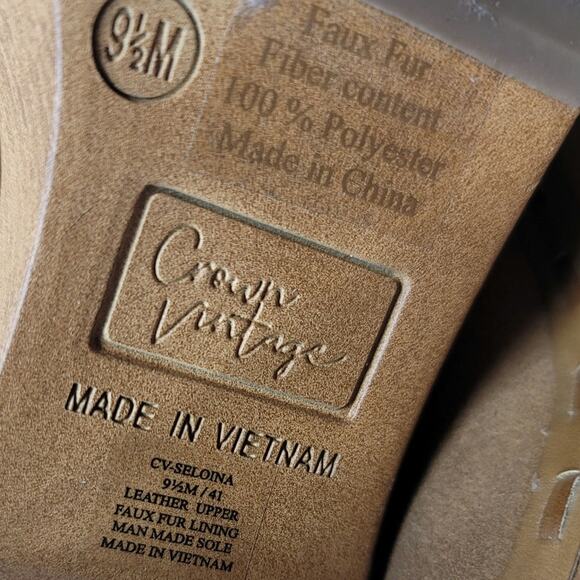 9½M
Faux Fur
Fiber content
100 % Polyester
Made in China
Crown
Vintage
MADE IN VIETNAM
CV-SELOINA
9½M / 41
LEATHER UPPER
FAUX FUR LINING
MAN MADE SOLE
MADE IN VIETNAM